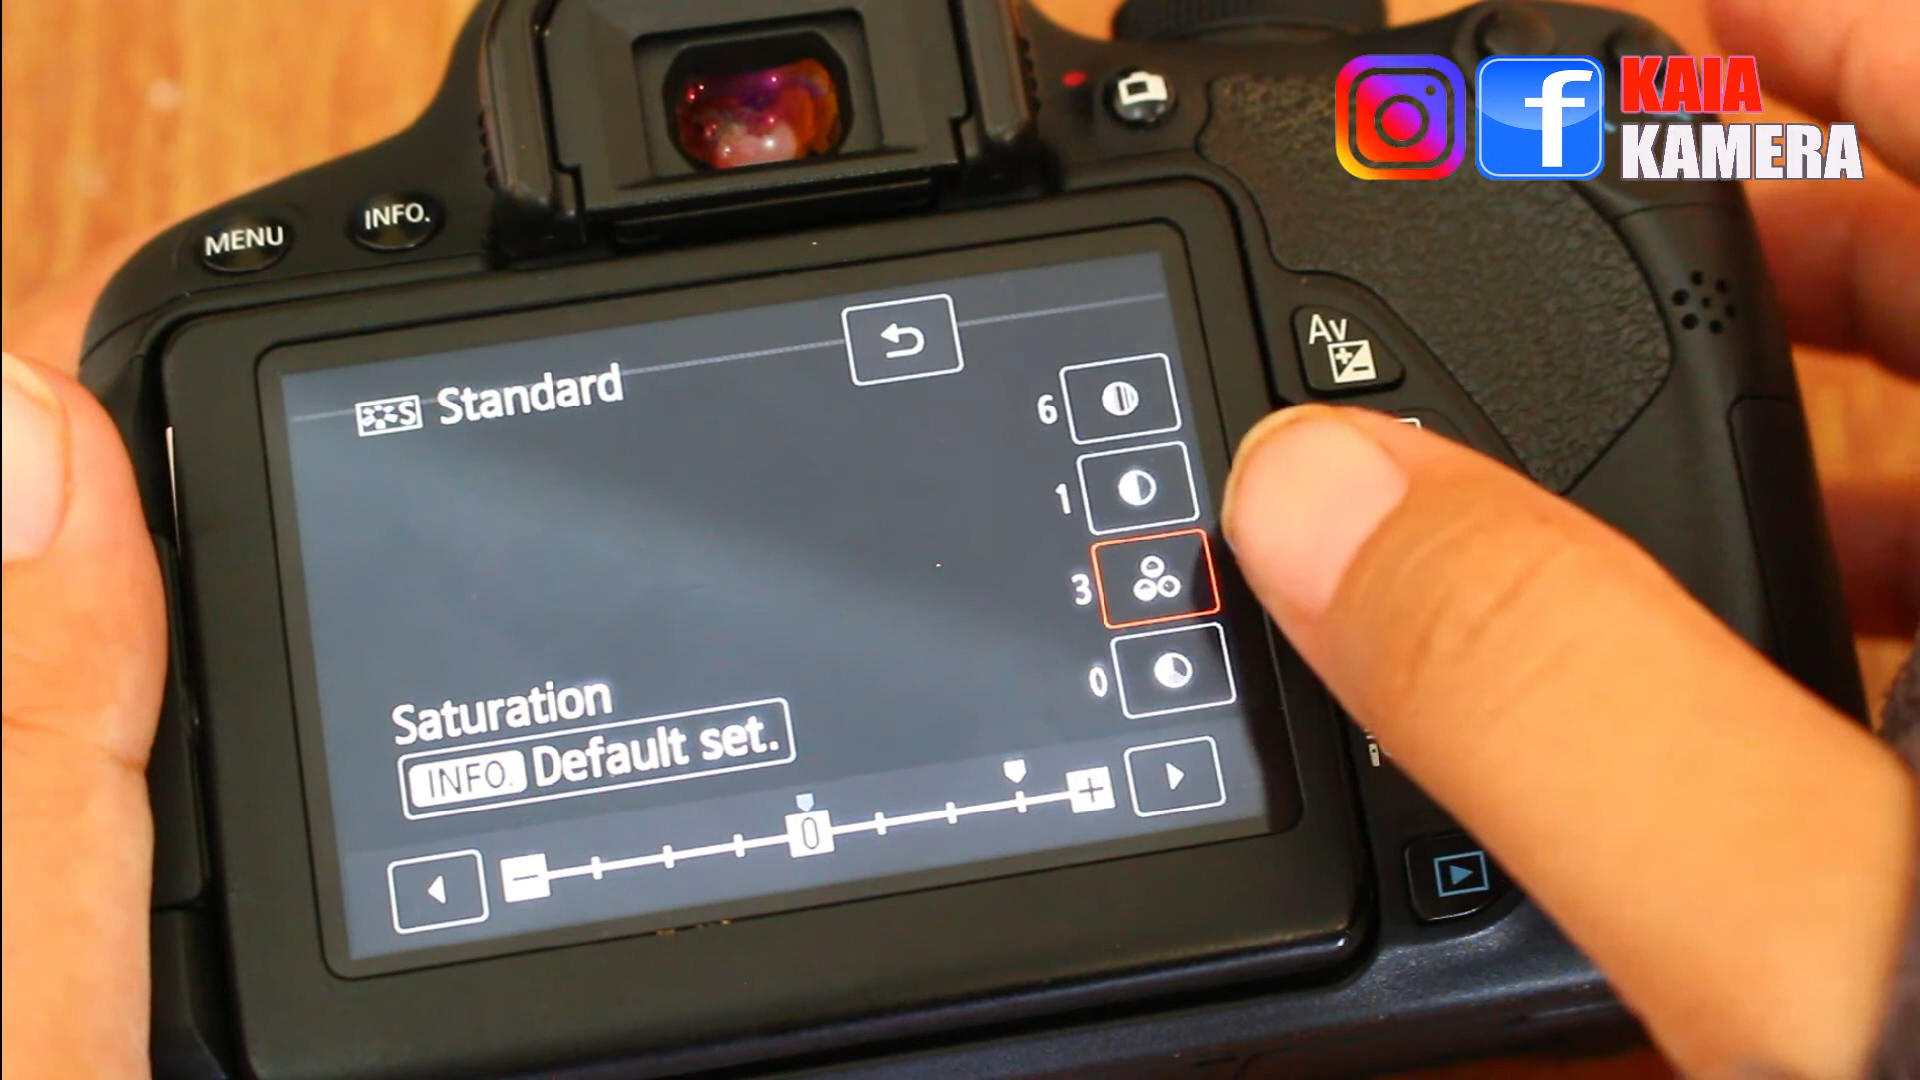 KAIA
KAMERA
MENU
INFO.
Av
S Standard
6
1
3
0
Saturation
INFO. Default set.
- 0 +